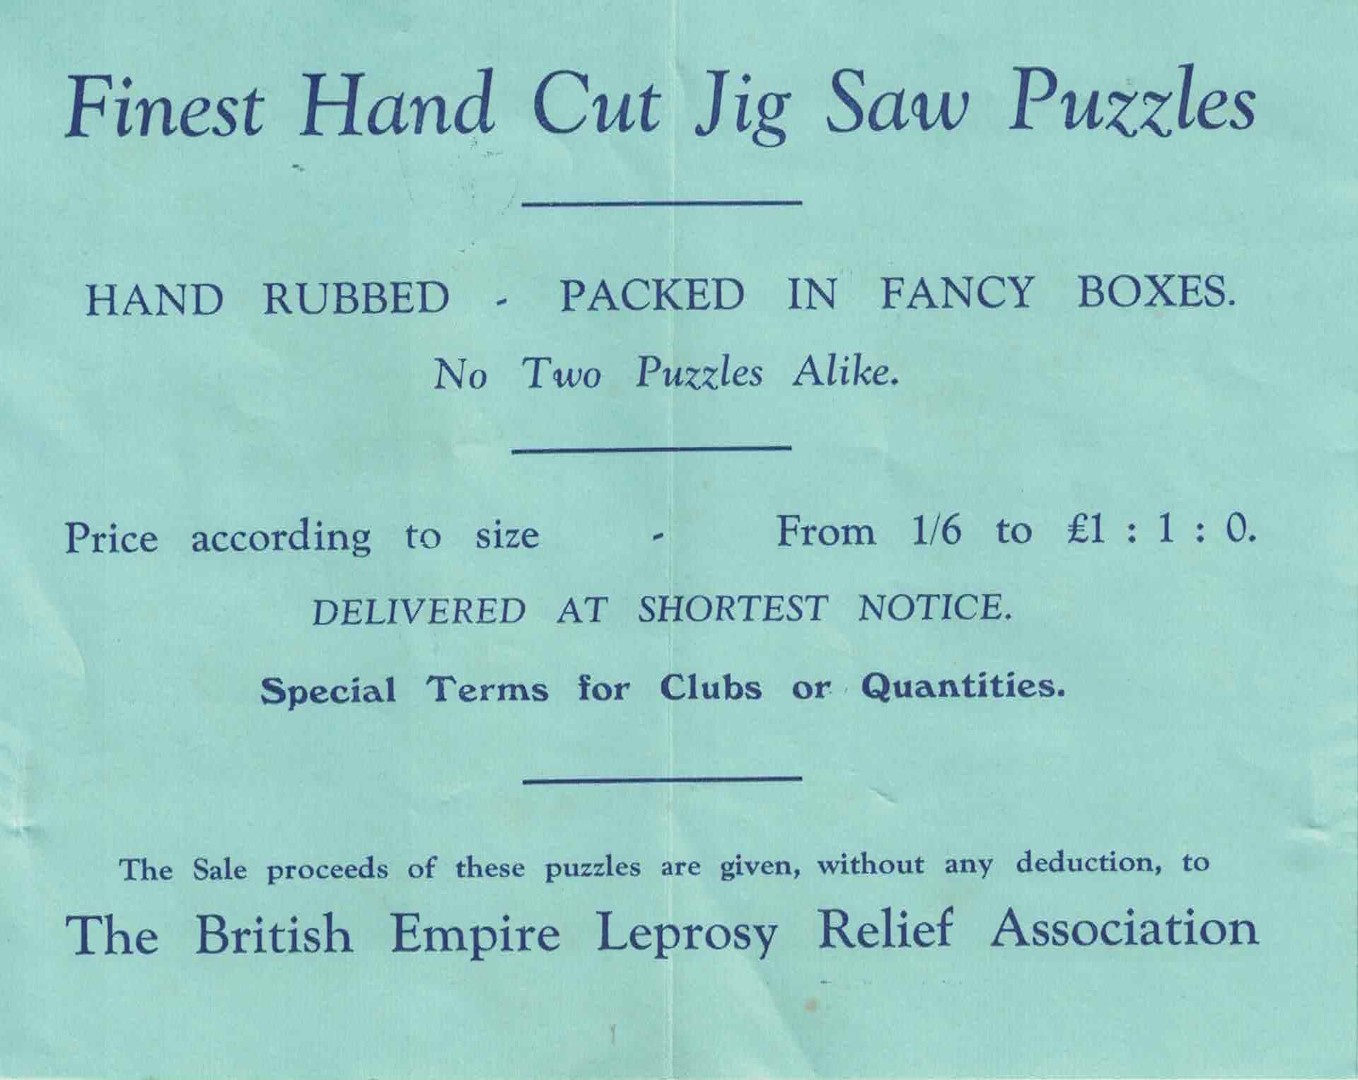 Finest Hand Cut Jig Saw Puzzles
HAND RUBBED - PACKED IN FANCY BOXES.
No Two Puzzles Alike.
Price according to size - From 1/6 to £1 : 1 : 0.
DELIVERED AT SHORTEST NOTICE.
Special Terms for Clubs or Quantities.
The Sale proceeds of these puzzles are given, without any deduction, to
The British Empire Leprosy Relief Association